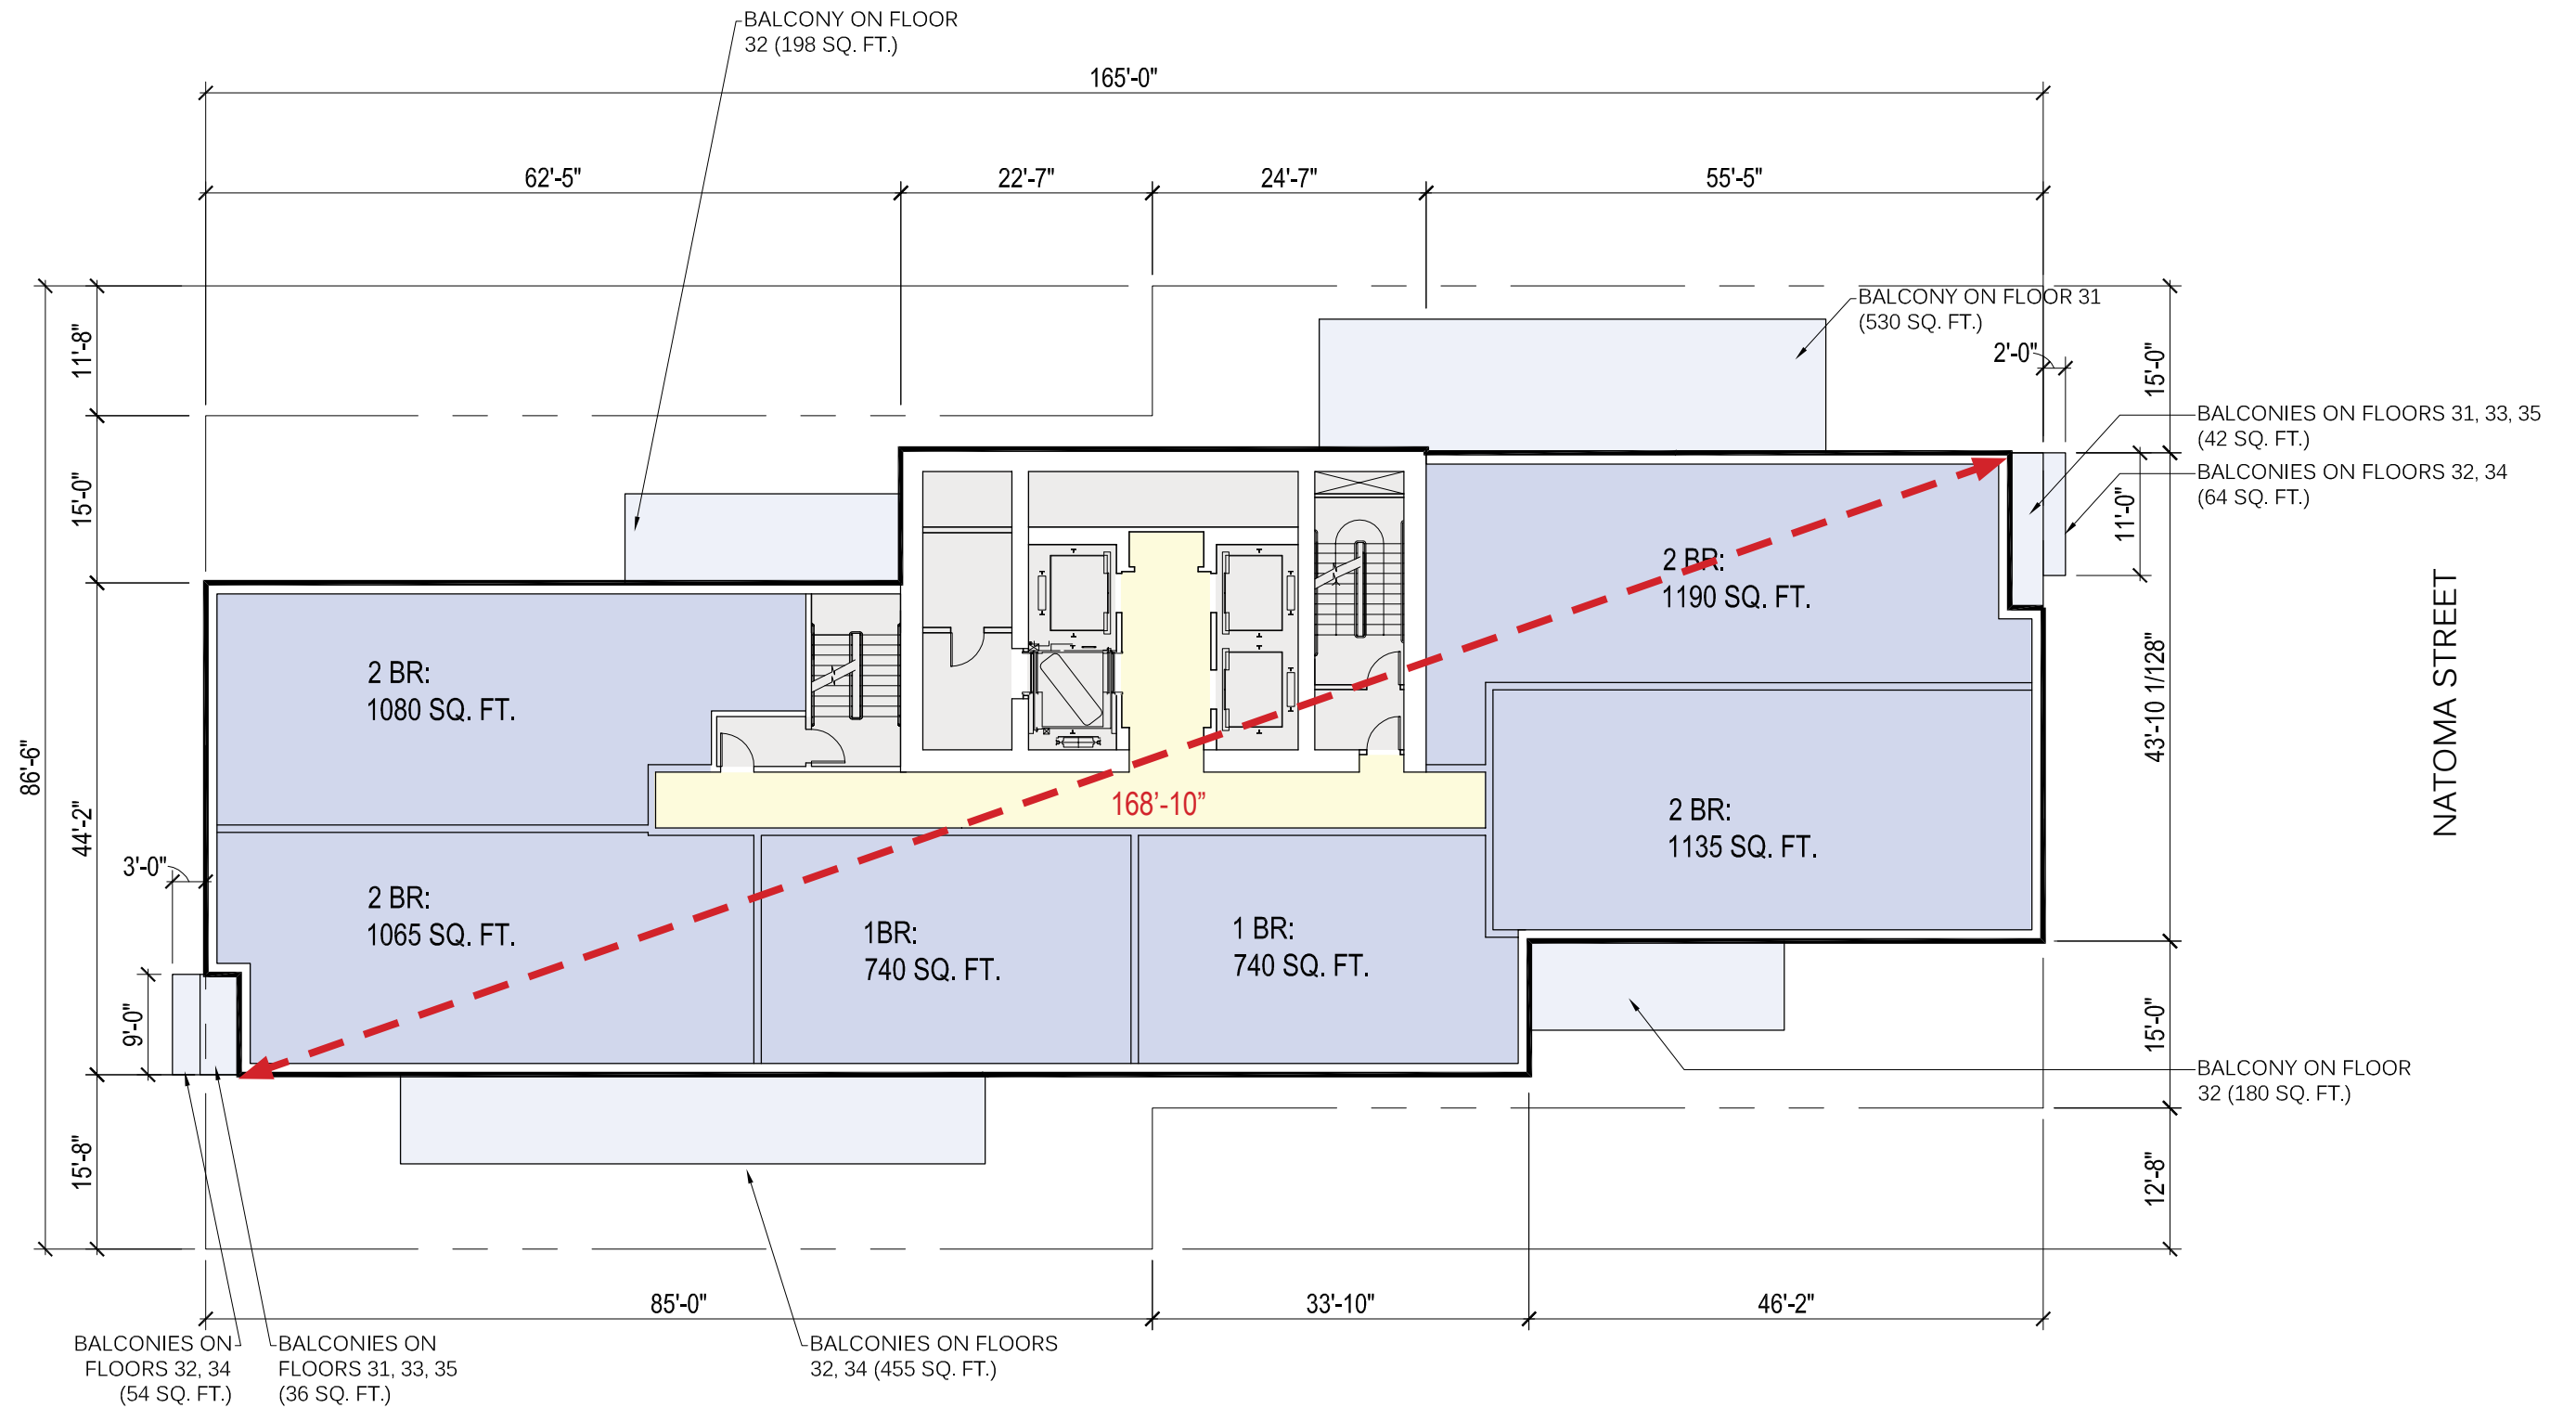 BALCONY ON FLOOR
32 (198 SQ. FT.)
165'-0"
62'-5"
22'-7"
24'-7"
55'-5"
BALCONY ON FLOOR 31
(530 SQ. FT.)
11'-8"
15'-0"
2'-0"
BALCONIES ON FLOORS 31, 33, 35
(42 SQ. FT.)
BALCONIES ON FLOORS 32, 34
(64 SQ. FT.)
15'-0"
11'-0"
2 BR:
1190 SQ. FT.
2 BR:
1080 SQ. FT.
43'-10 1/128"
NATOMA STREET
86'-6"
44'-2"
168'-10"
2 BR:
1135 SQ. FT.
3'-0"
2 BR:
1065 SQ. FT.
1BR:
740 SQ. FT.
1 BR:
740 SQ. FT.
9'-0"
15'-0"
BALCONY ON FLOOR
32 (180 SQ. FT.)
15'-8"
12'-8"
85'-0"
33'-10"
46'-2"
BALCONIES ON
FLOORS 32, 34
(54 SQ. FT.)
BALCONIES ON
FLOORS 31, 33, 35
(36 SQ. FT.)
BALCONIES ON FLOORS
32, 34 (455 SQ. FT.)